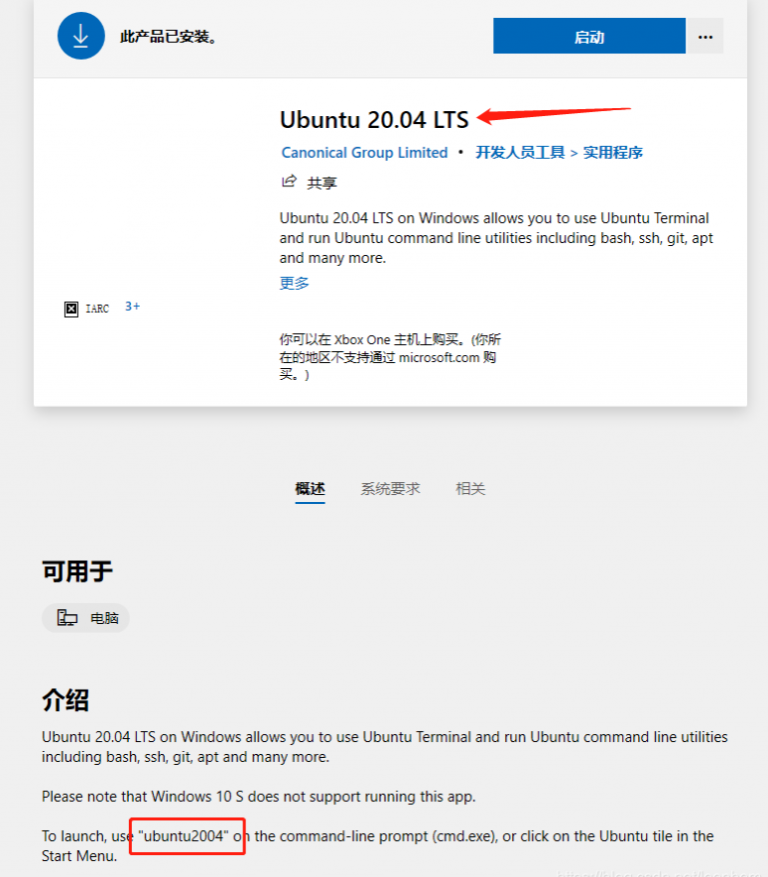 此产品已安装。
启动
Ubuntu 20.04 LTS
Canonical Group Limited • 开发人员工具 > 实用程序
共享
Ubuntu 20.04 LTS on Windows allows you to use Ubuntu Terminal
and run Ubuntu command line utilities including bash, ssh, git, apt
and many more.
更多
IARC 3+
你可以在 Xbox One 主机上购买。(你所
在的地区不支持通过 microsoft.com 购
买。)
概述 系统要求 相关
可用于
电脑
介绍
Ubuntu 20.04 LTS on Windows allows you to use Ubuntu Terminal and run Ubuntu command line utilities
including bash, ssh, git, apt and many more.
Please note that Windows 10 S does not support running this app.
To launch, use "ubuntu2004" on the command-line prompt (cmd.exe), or click on the Ubuntu tile in the
Start Menu.